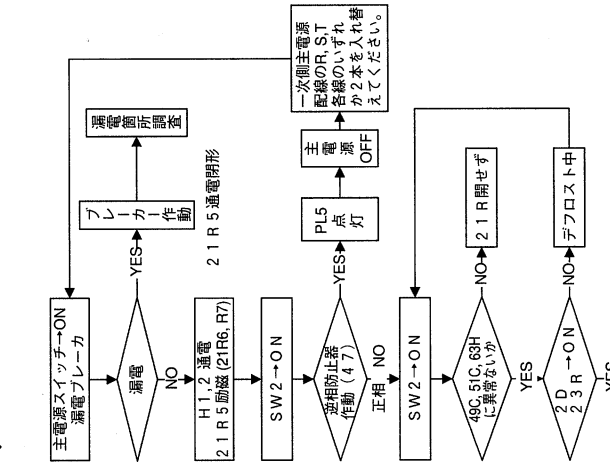 主電源スイッチ→ON
漏電ブレーカ
漏電
YES
ブレーカー作動
漏電箇所調査
NO
H1,2 通電
21R5励磁(21R6, R7)
21R5通電閉形
SW2→ON
逆相防止器
作動(47)
YES
PL5
点灯
主電源
OFF
一次側主電源
配線のR,S,T
各線のいずれ
か2本を入れ替
えてください。
正相 NO
SW2→ON
49C, 51C, 63H
に異常ないか
NO
21R開せず
YES
2D
23R→ON
NO
デフロスト中
YES